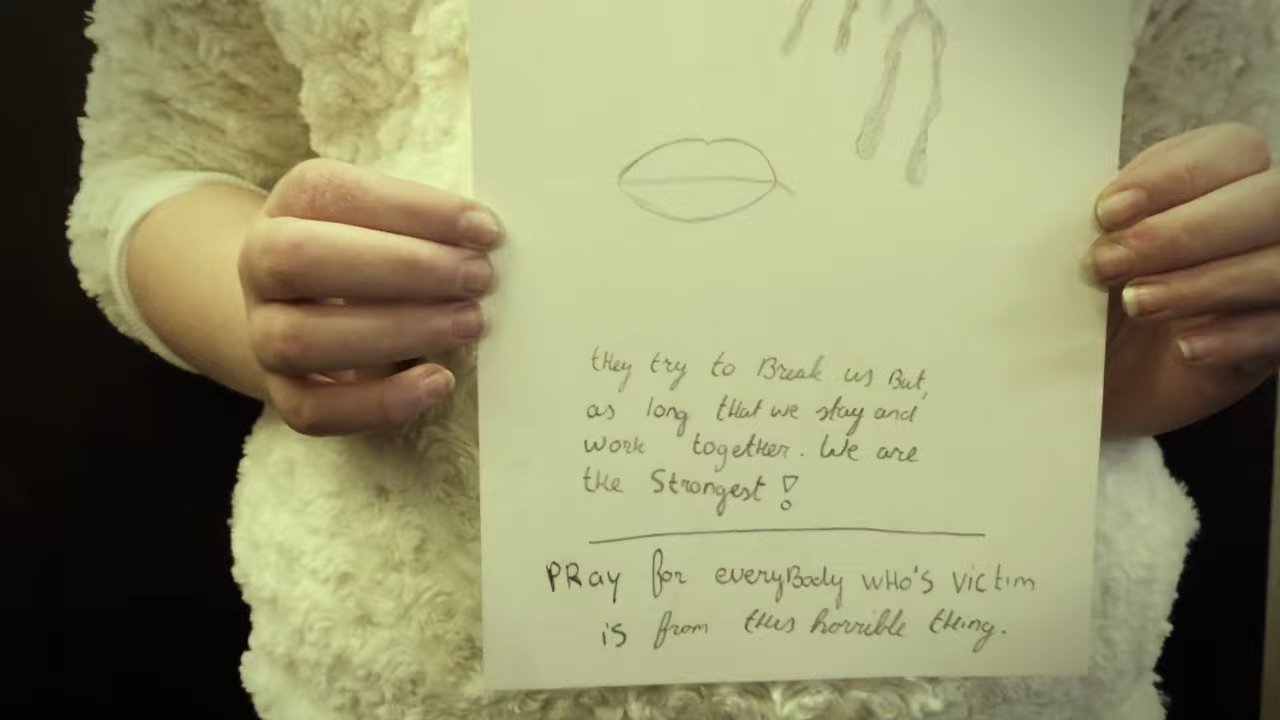 they try to Break us But,
as long that we stay and
work together. We are
the Strongest!
PRay for everyBody wHo's victim
is from this horrible thing.